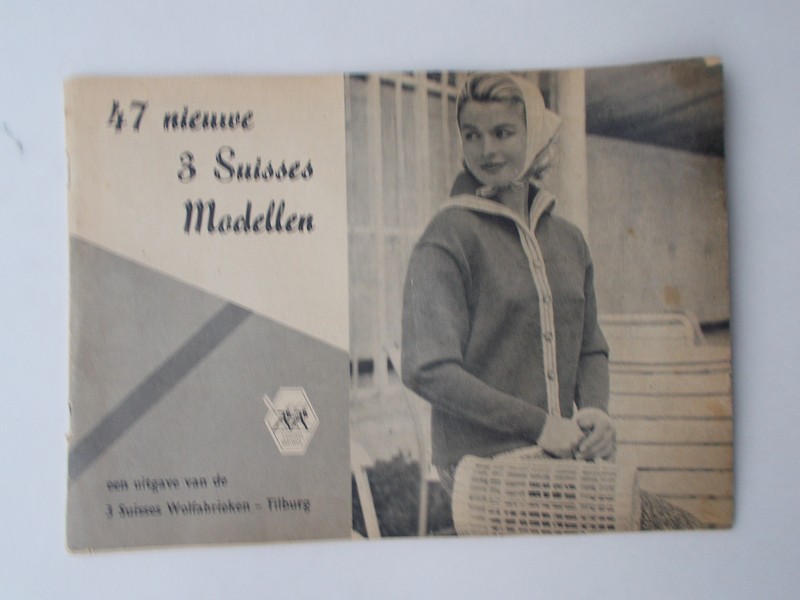 47 nieuwe
3 Suisses
Modellen
een uitgave van de
3 Suisses Wolfabrieken - Tilburg